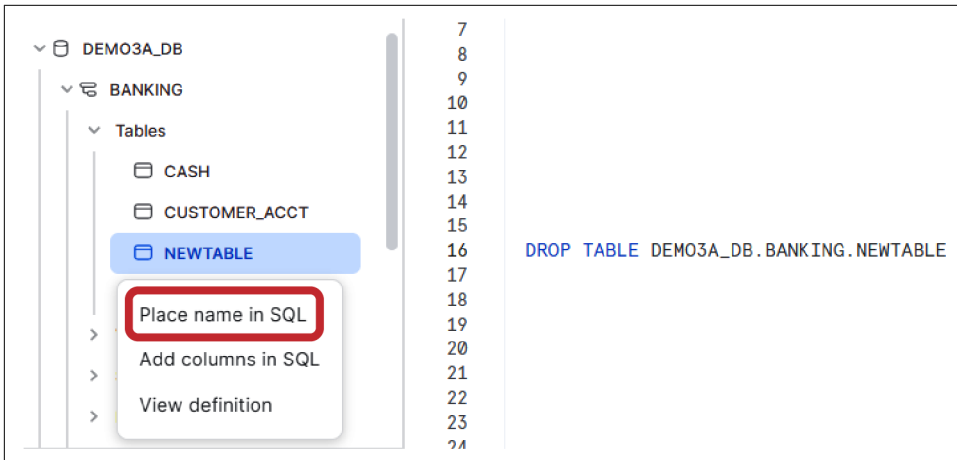 DEMO3A_DB
BANKING
Tables
CASH
CUSTOMER_ACCT
NEWTABLE
Place name in SQL
Add columns in SQL
View definition
7
8
9
10
11
12
13
14
15
16 DROP TABLE DEMO3A_DB.BANKING.NEWTABLE
17
18
19
20
21
22
23
24